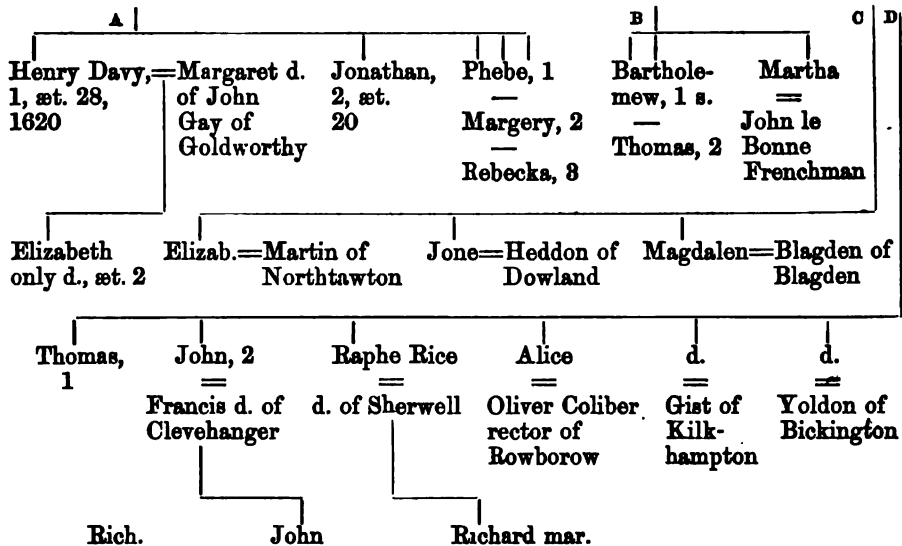 A B C D
Henry Davy,=Margaret d. Jonathan, Phebe, 1 Barthole- Martha
1, æt. 28, of John 2, æt. — mew, 1 s. =
1620 Gay of 20 Margery, 2 — John le
Goldworthy — Thomas, 2 Bonne
Rebecka, 3 Frenchman
Elizabeth Elizab.=Martin of Jone=Heddon of Magdalen=Blagden of
only d., æt. 2 Northtawton Dowland Blagden
Thomas, John, 2 Raphe Rice Alice d. d.
1 = = = = =
Francis d. of d. of Sherwell Oliver Coliber Gist of Yoldon of
Clevehanger rector of Kilk- Bickington
Rowborow hampton
Rich. John Richard mar.